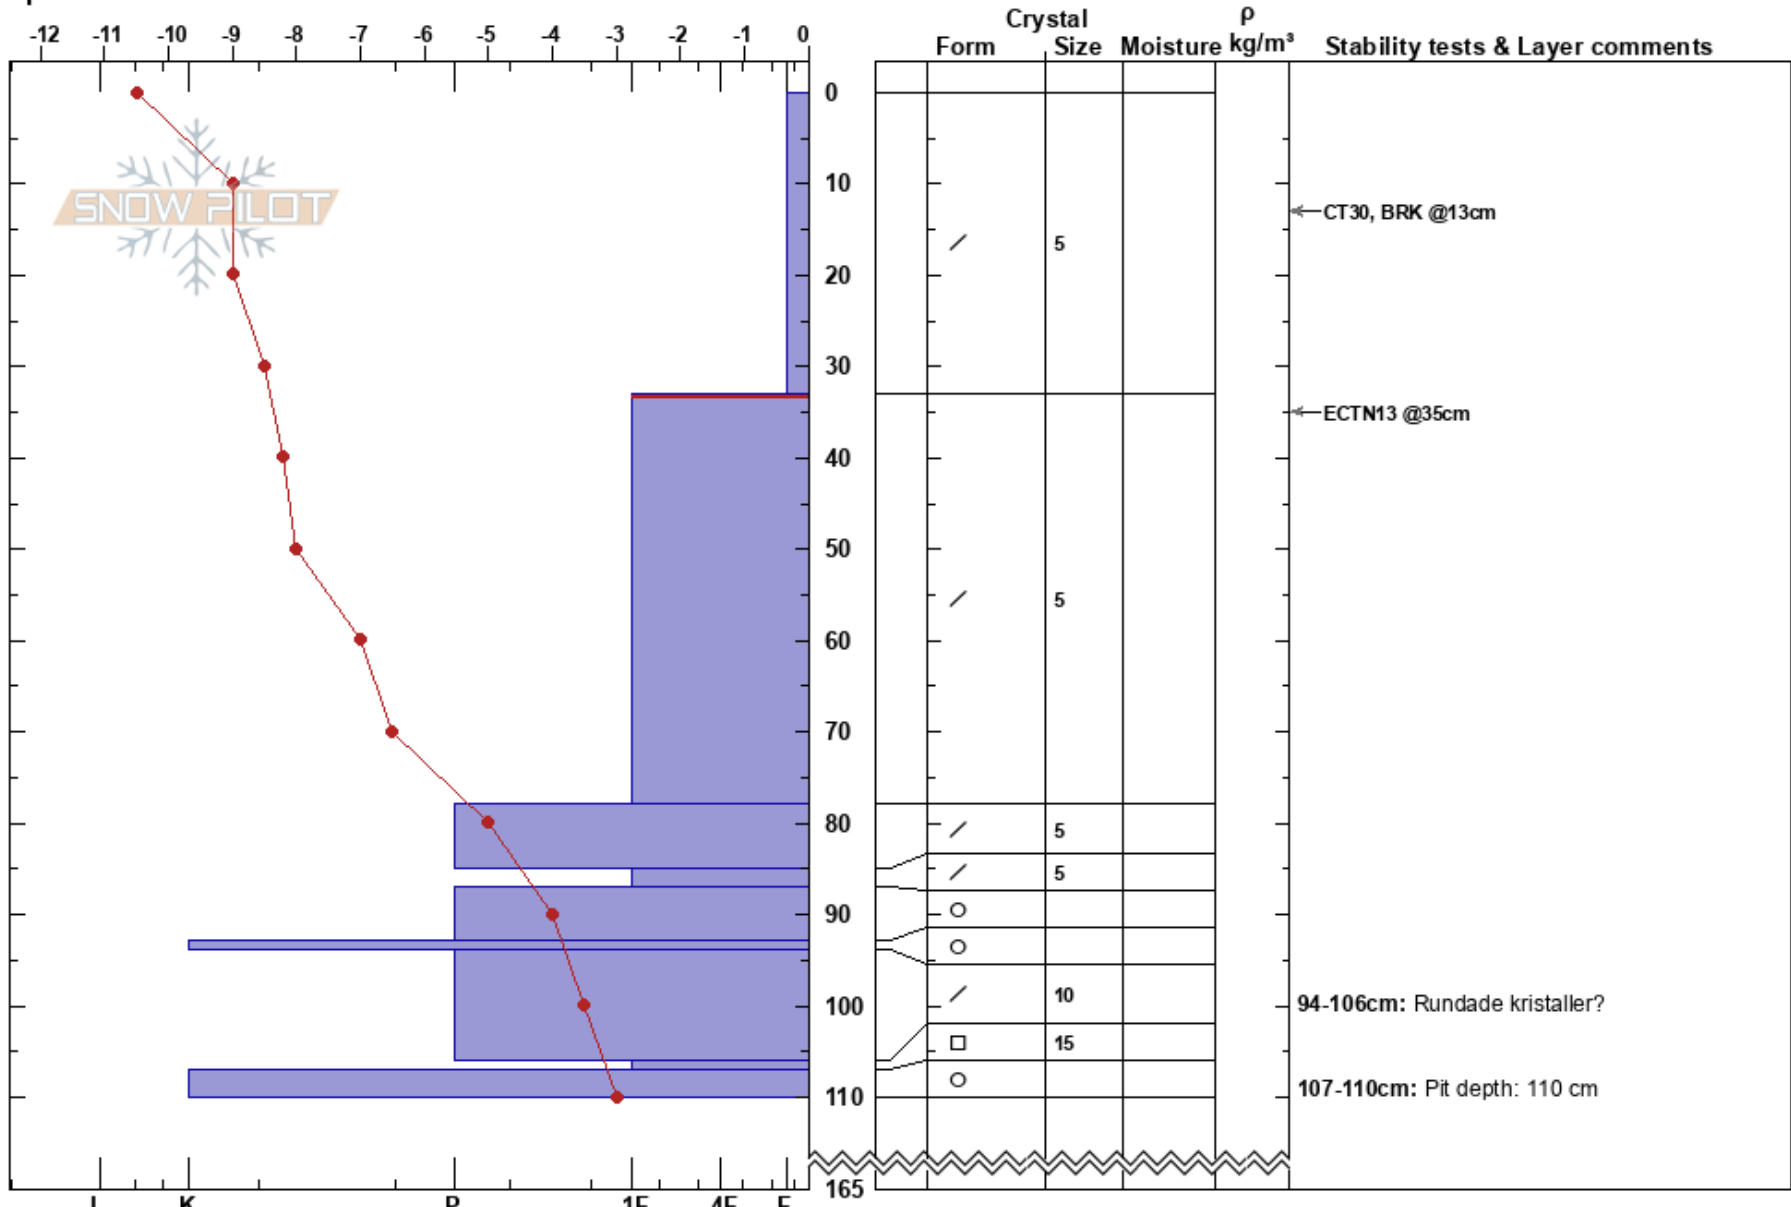 Crystal
ρ
-12 -11 -10 -9 -8 -7 -6 -5 -4 -3 -2 -1 0
Form Size Moisture kg/m³ Stability tests & Layer comments
SNOW PILOT
0
10
CT30, BRK @13cm
5
20
30
ECTN13 @35cm
40
50
5
60
70
80
5
5
90
100
10
94-106cm: Rundade kristaller?
15
107-110cm: Pit depth: 110 cm
110
165
I K P 1F 4F F